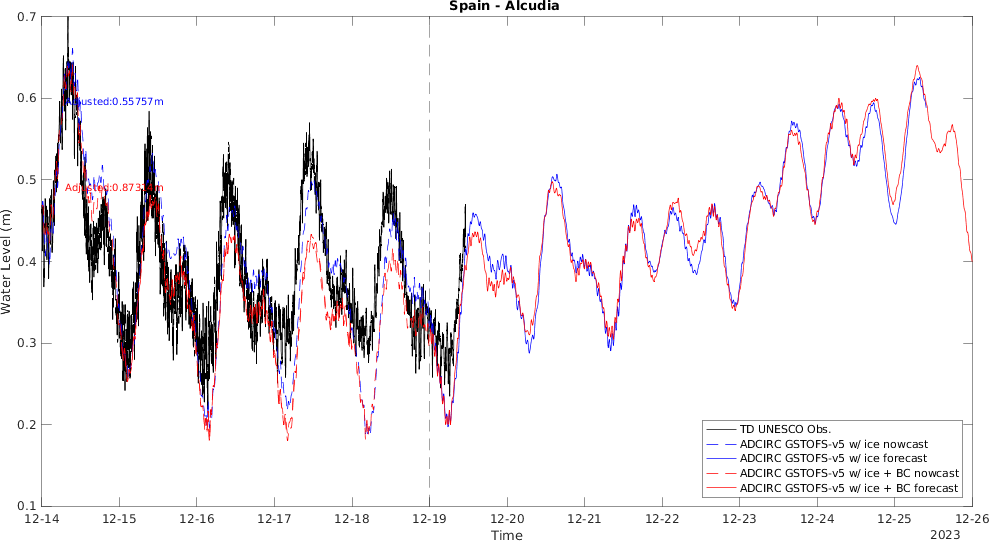 Spain - Alcudia
0.7
0.6
0.5
0.4
0.3
0.2
0.1
Water Level (m)
Adjusted:0.55757m
Adjusted:0.87334m
TD UNESCO Obs.
ADCIRC GSTOFS-v5 w/ ice nowcast
ADCIRC GSTOFS-v5 w/ ice forecast
ADCIRC GSTOFS-v5 w/ ice + BC nowcast
ADCIRC GSTOFS-v5 w/ ice + BC forecast
12-14 12-15 12-16 12-17 12-18 12-19 12-20 12-21 12-22 12-23 12-24 12-25 12-26
Time
2023